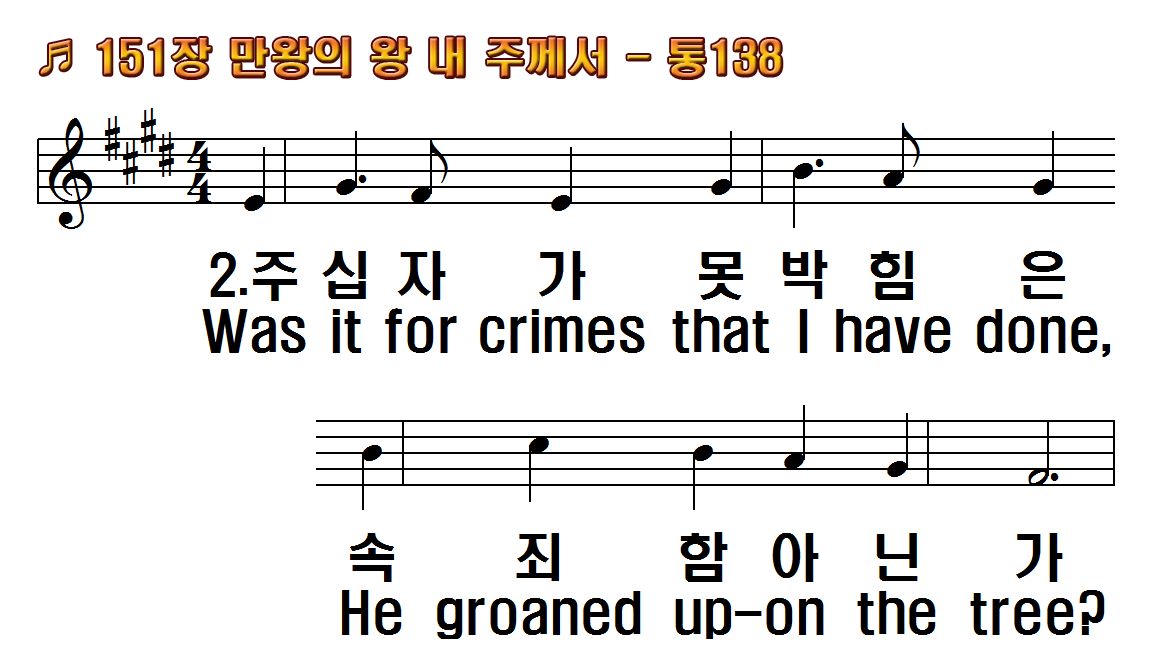 ♬ 151장 만왕의 왕 내 주께서 - 통138
2.주 십 자 가 못 박 힘 은
Was it for crimes that I have done,
속 죄 함 아 닌 가
He groaned up-on the tree?